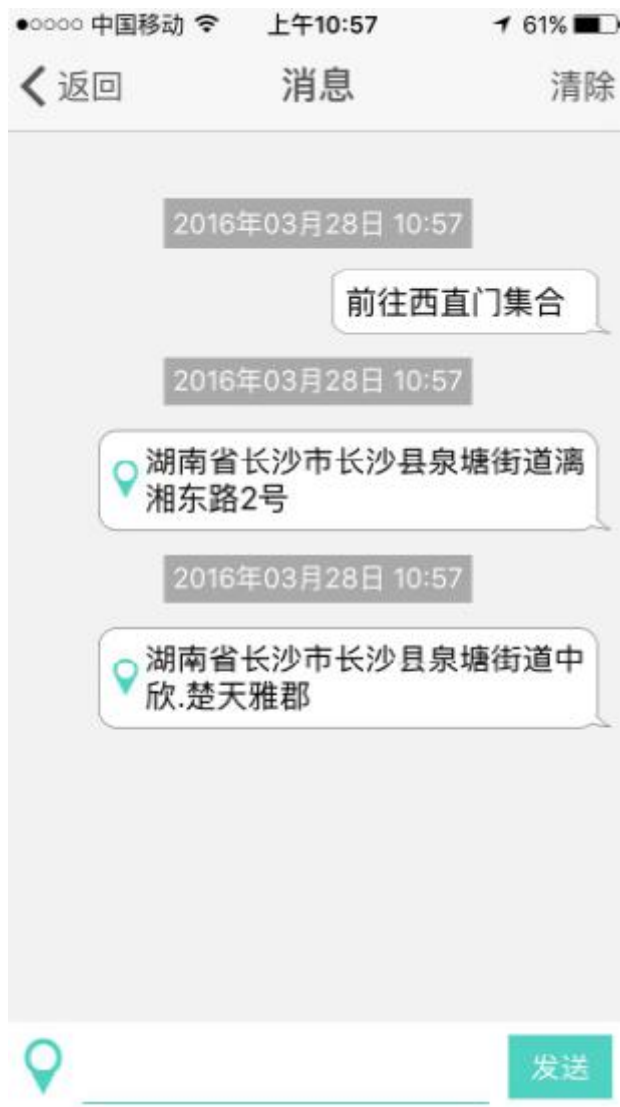 中国移动 上午10:57 61%
返回 消息 清除
2016年03月28日 10:57
前往西直门集合
2016年03月28日 10:57
湖南省长沙市长沙县泉塘街道漓
湘东路2号
2016年03月28日 10:57
湖南省长沙市长沙县泉塘街道中
欣.楚天雅郡
发送